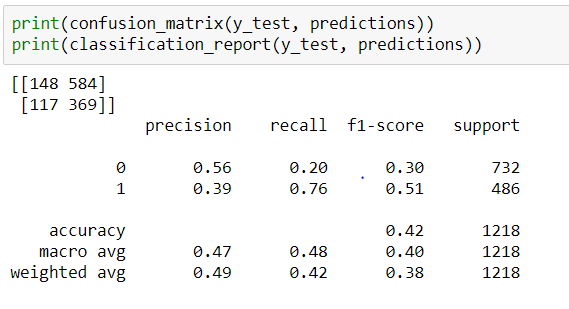 print(confusion_matrix(y_test, predictions))
print(classification_report(y_test, predictions))
[[148 584]
 [117 369]]
              precision    recall  f1-score   support

           0       0.56      0.20      0.30       732
           1       0.39      0.76      0.51       486

    accuracy                           0.42      1218
   macro avg       0.47      0.48      0.40      1218
weighted avg       0.49      0.42      0.38      1218